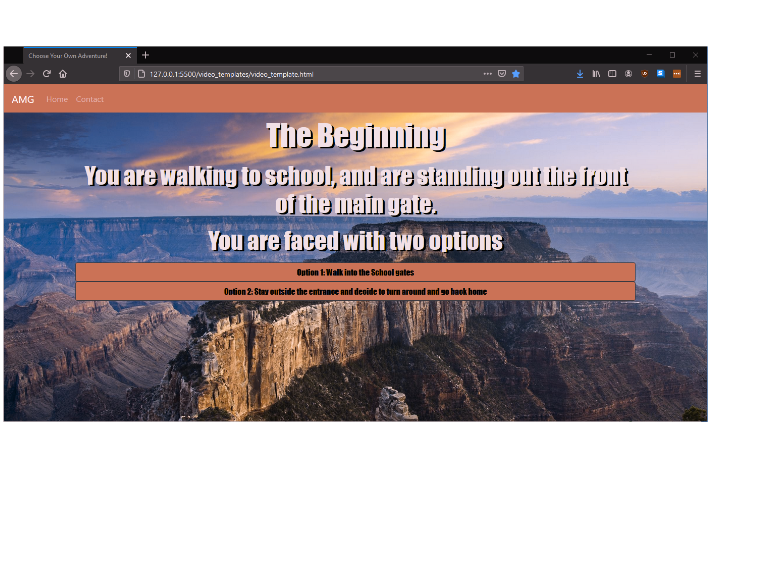 Choose Your Own Adventure!
127.0.0.1:5500/video_templates/video_template.html
AMG Home Contact
The Beginning
You are walking to school, and are standing out the front
of the main gate.
You are faced with two options
Option 1: Walk into the School gates
Option 2: Stay outside the entrance and decide to turn around and go back home